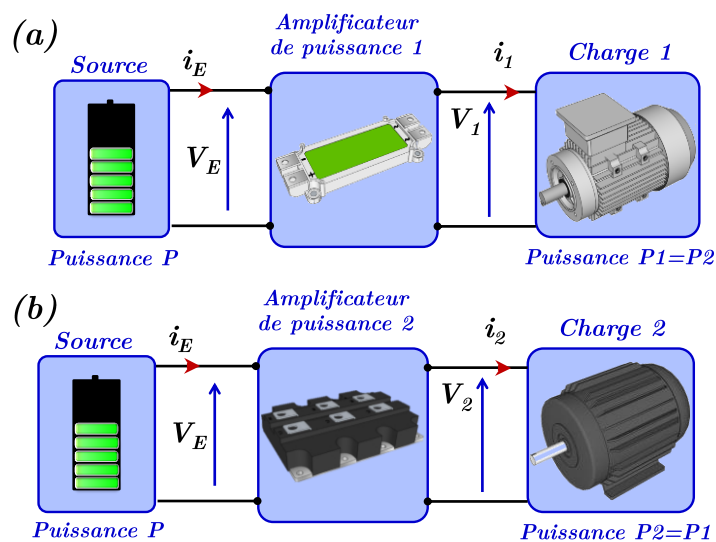 (a)
Amplificateur
de puissance 1
Source
i_E
i_1
Charge 1
V_E
V_1
Puissance P
Puissance P1=P2
(b)
Amplificateur
de puissance 2
Source
i_E
i_2
Charge 2
V_E
V_2
Puissance P
Puissance P2=P1